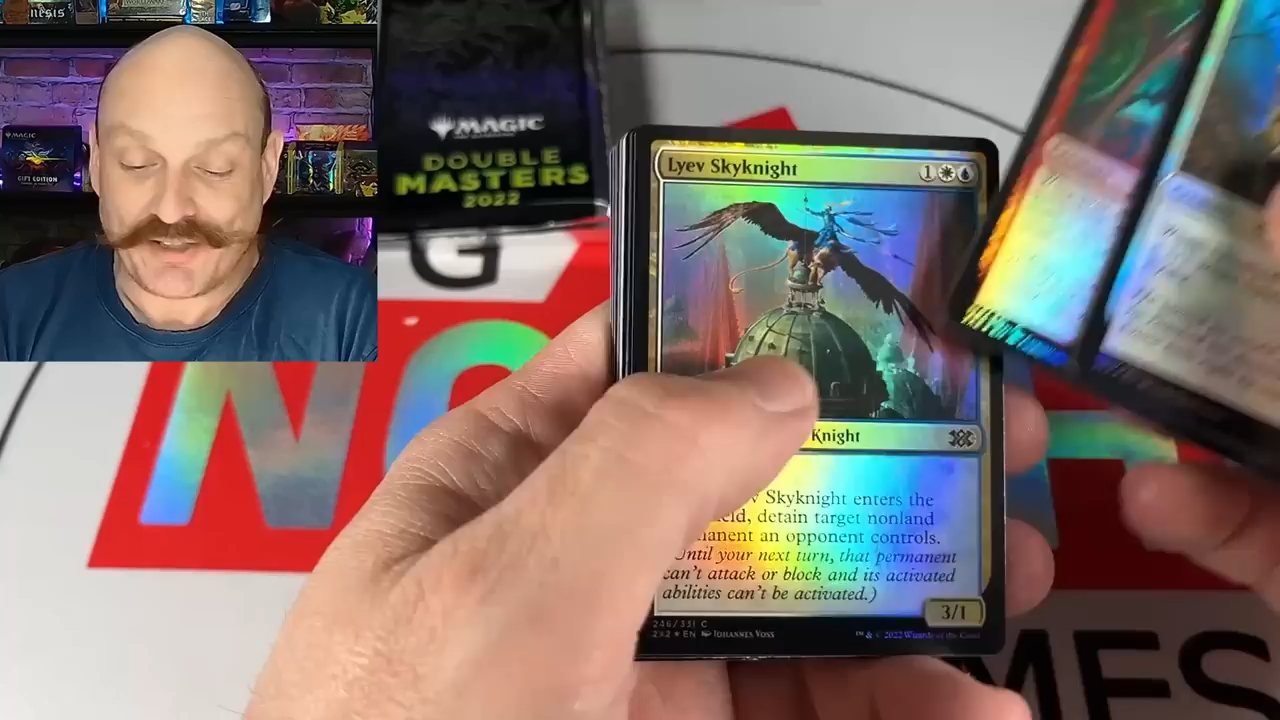 MAGIC
DOUBLE
MASTERS
2022
MAGIC
GIFT EDITION
Lyev Skyknight
1
Knight
Skyknight enters the
detain target nonland
an opponent controls.
Until your next turn, that permanent
can't attack or block and its activated
abilities can't be activated.)
3/1
246/331 C
2X2 ★ EN Johannes Voss
™ & © 2022 Wizards of the Coast
G
N
MES